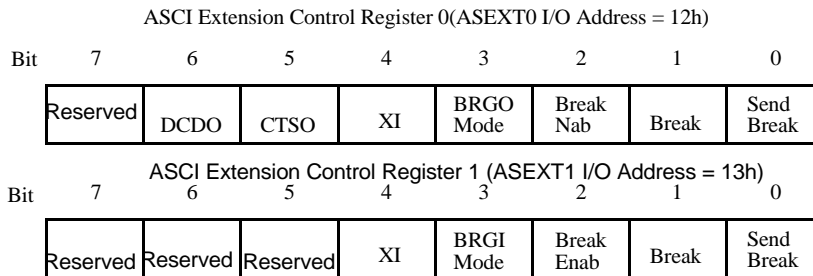 ASCI Extension Control Register 0(ASEXT0 I/O Address = 12h)
Bit 7 6 5 4 3 2 1 0
Reserved DCDO CTSO XI BRGO Mode Break Nab Break Send Break
ASCI Extension Control Register 1 (ASEXT1 I/O Address = 13h)
Bit 7 6 5 4 3 2 1 0
Reserved Reserved Reserved XI BRGI Mode Break Enab Break Send Break